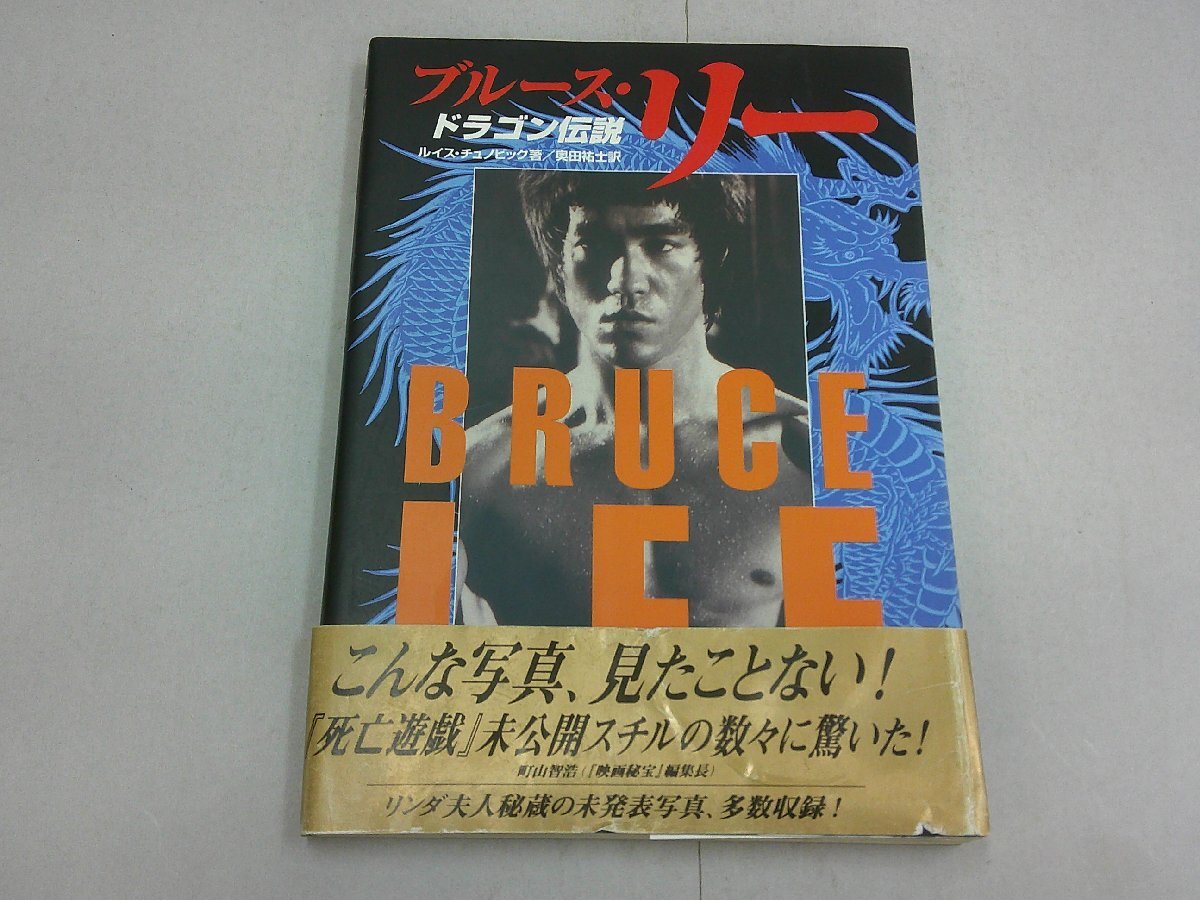 ブルース・リー
ドラゴン伝説
ルイス・チュノビック著／奥田祐士訳
BRUCE
LEE
こんな写真、見たことない！
『死亡遊戯』未公開スチルの数々に驚いた！
町山智浩（『映画秘宝』編集長）
リンダ夫人秘蔵の未発表写真、多数収録！